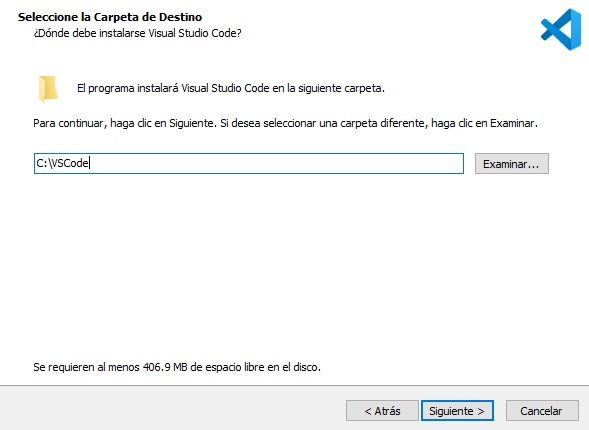 Seleccione la Carpeta de Destino
¿Dónde debe instalarse Visual Studio Code?
El programa instalará Visual Studio Code en la siguiente carpeta.
Para continuar, haga clic en Siguiente. Si desea seleccionar una carpeta diferente, haga clic en Examinar.
C:\VSCode
Examinar...
Se requieren al menos 406.9 MB de espacio libre en el disco.
< Atrás
Siguiente >
Cancelar